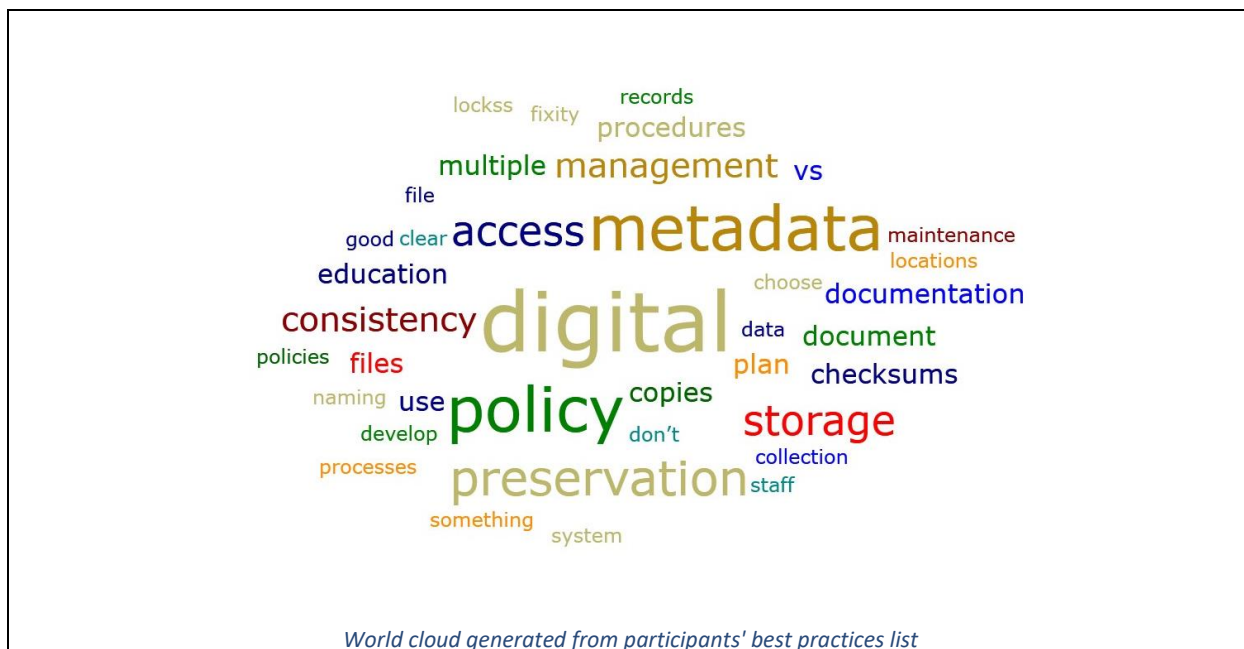 records
lockss fixity
procedures
multiple management vs
file
access metadata maintenance
good clear
locations
education
choose documentation
digital
consistency data document
policies files plan checksums
naming use policy copies storage
develop don’t
collection
processes preservation staff
something
system
World cloud generated from participants' best practices list